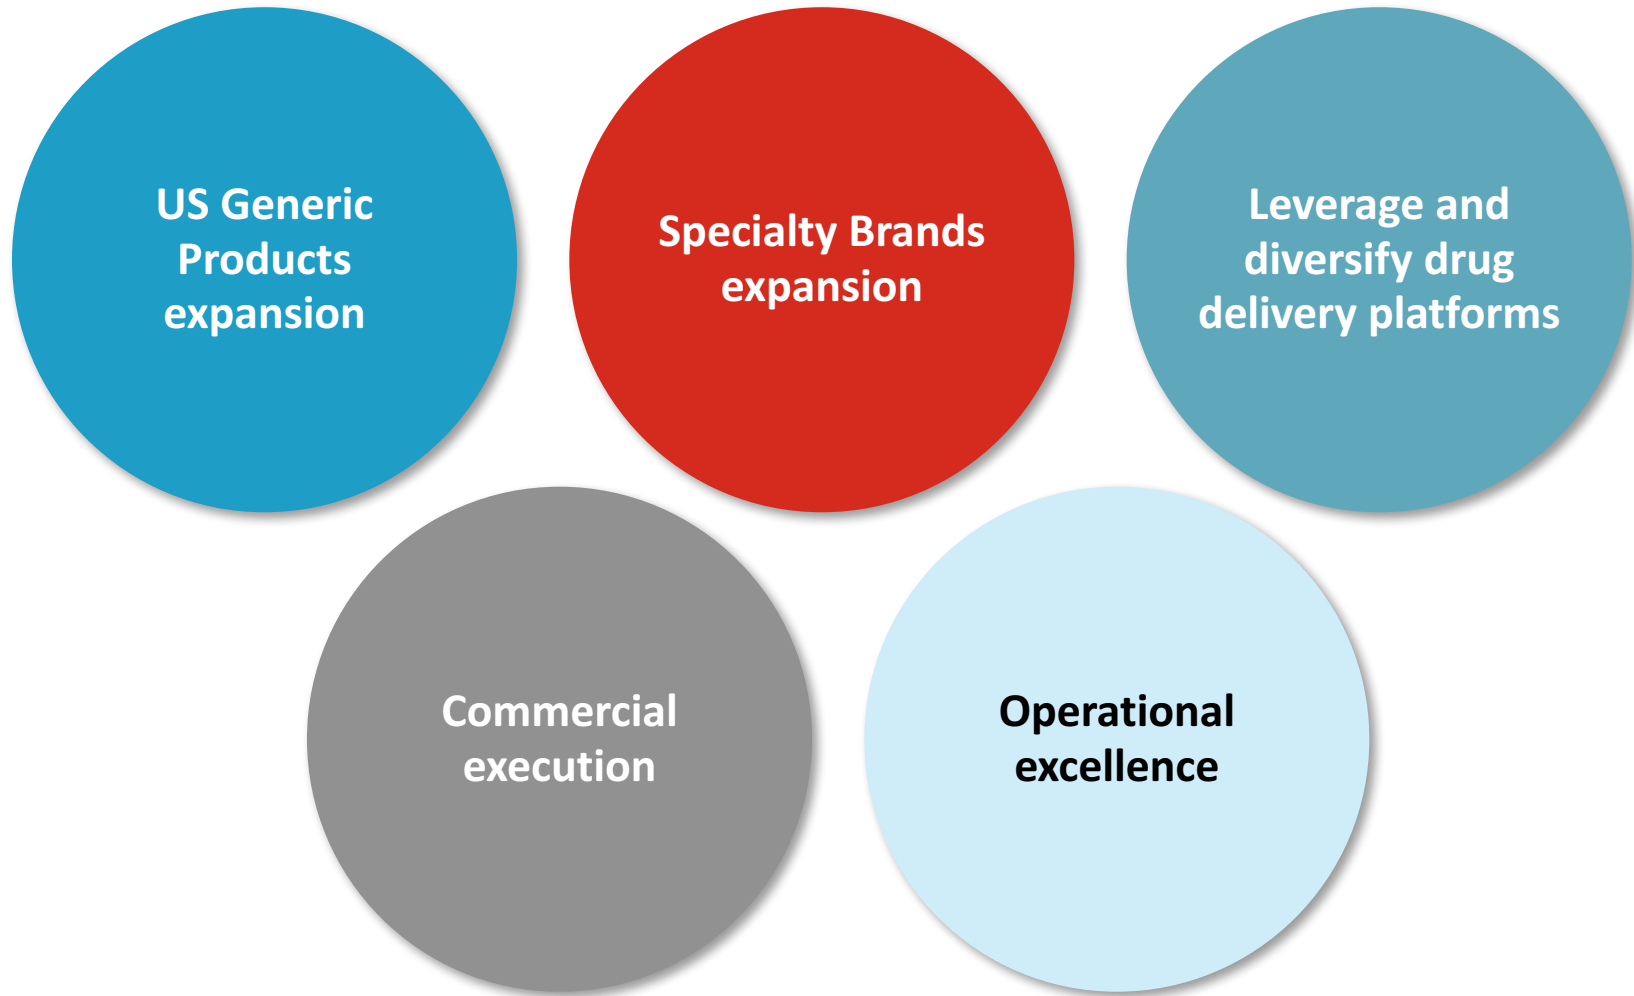 US Generic
Products
expansion
Specialty Brands
expansion
Leverage and
diversify drug
delivery platforms
Commercial
execution
Operational
excellence